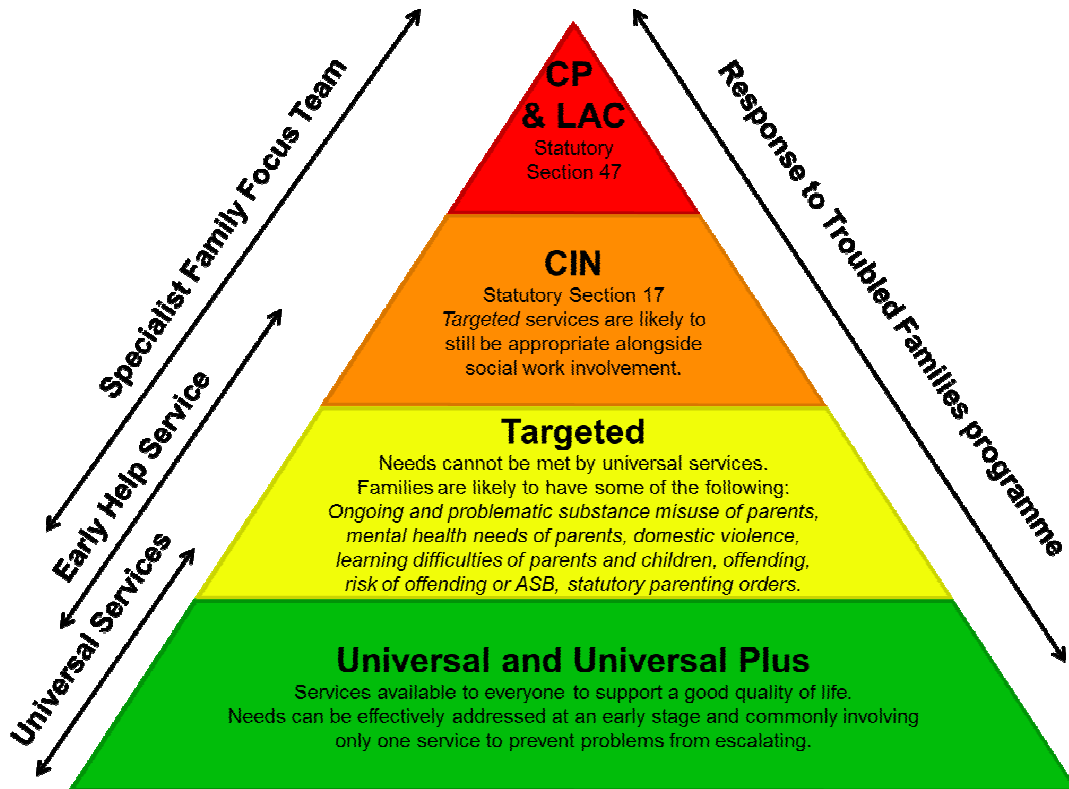 Specialist Family Focus Team
Early Help Service
Universal Services
Response to Troubled Families programme
CP
& LAC
Statutory
Section 47
CIN
Statutory Section 17
Targeted services are likely to
still be appropriate alongside
social work involvement.
Targeted
Needs cannot be met by universal services.
Families are likely to have some of the following:
Ongoing and problematic substance misuse of parents,
mental health needs of parents, domestic violence,
learning difficulties of parents and children, offending,
risk of offending or ASB, statutory parenting orders.
Universal and Universal Plus
Services available to everyone to support a good quality of life.
Needs can be effectively addressed at an early stage and commonly involving
only one service to prevent problems from escalating.